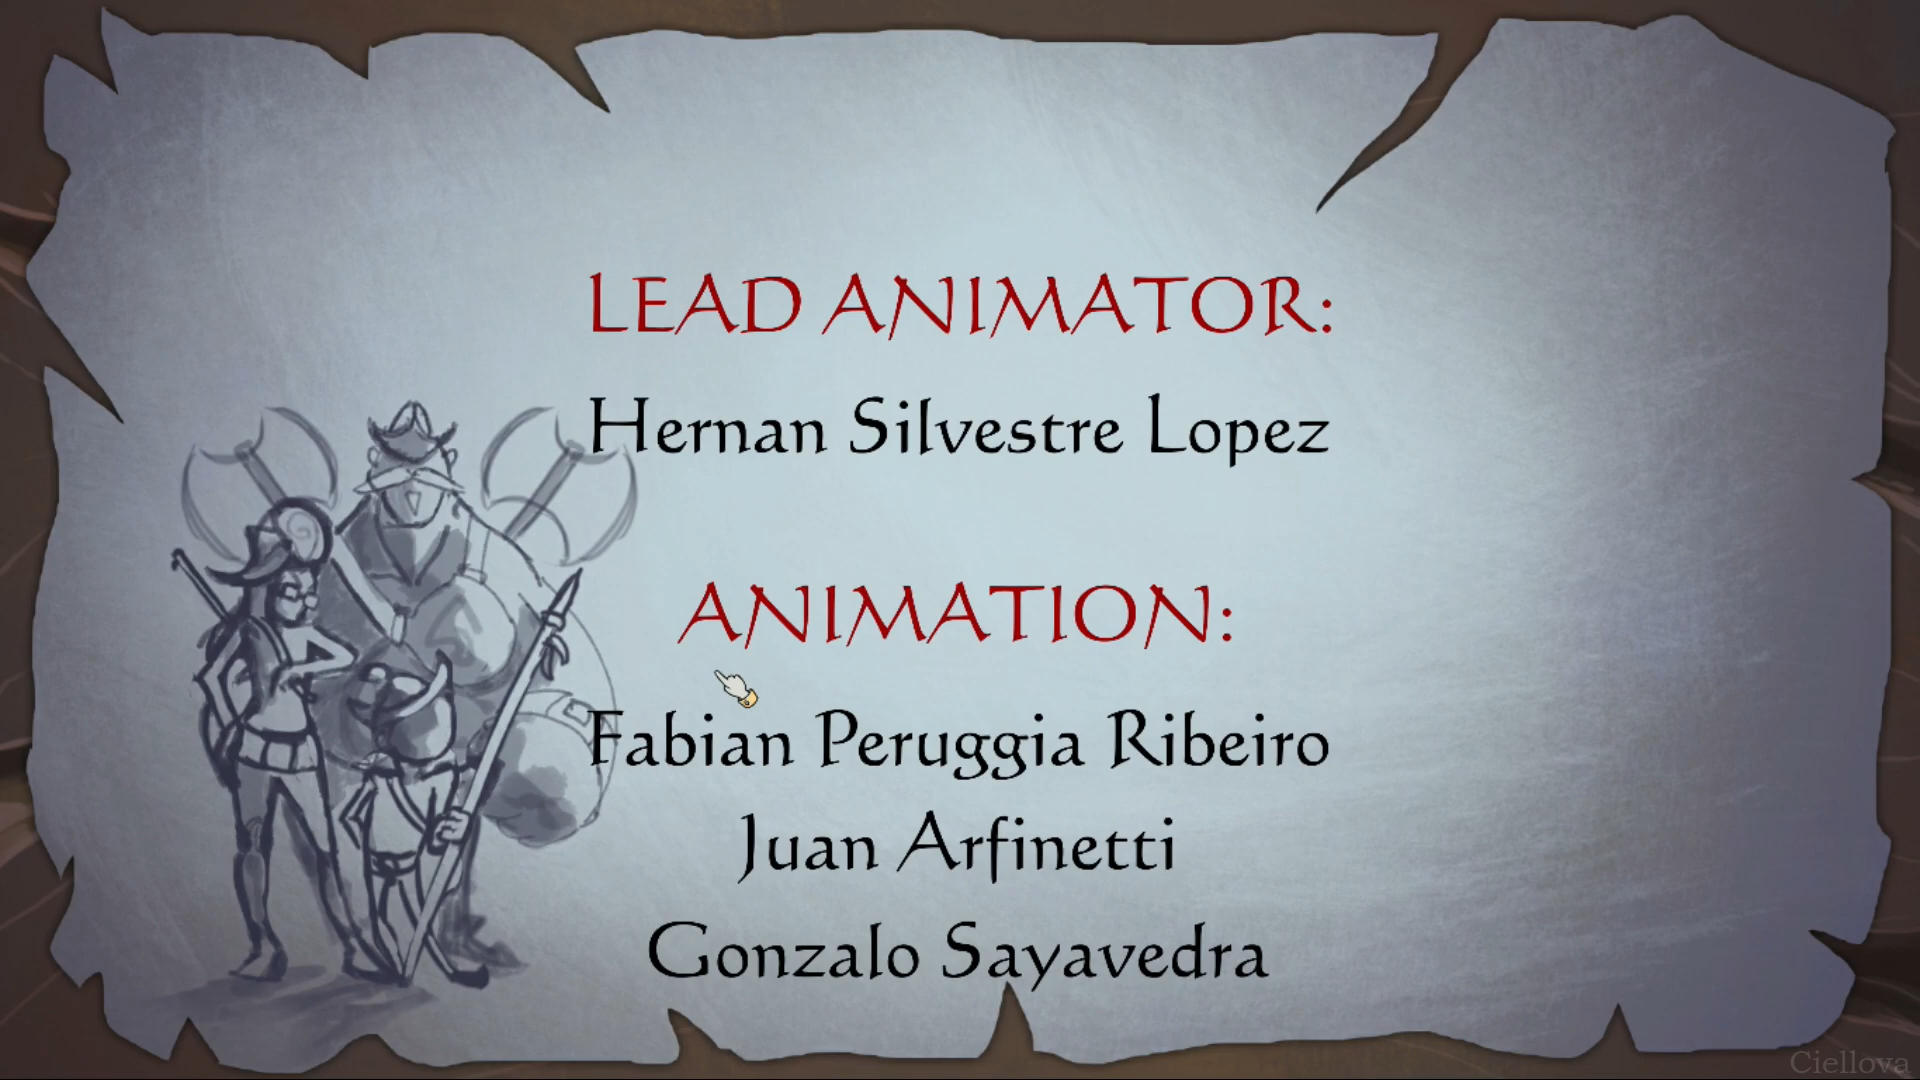 LEAD ANIMATOR:
Hernan Silvestre Lopez
ANIMATION:
Fabian Peruggia Ribeiro
Juan Arfinetti
Gonzalo Sayavedra
Ciellova